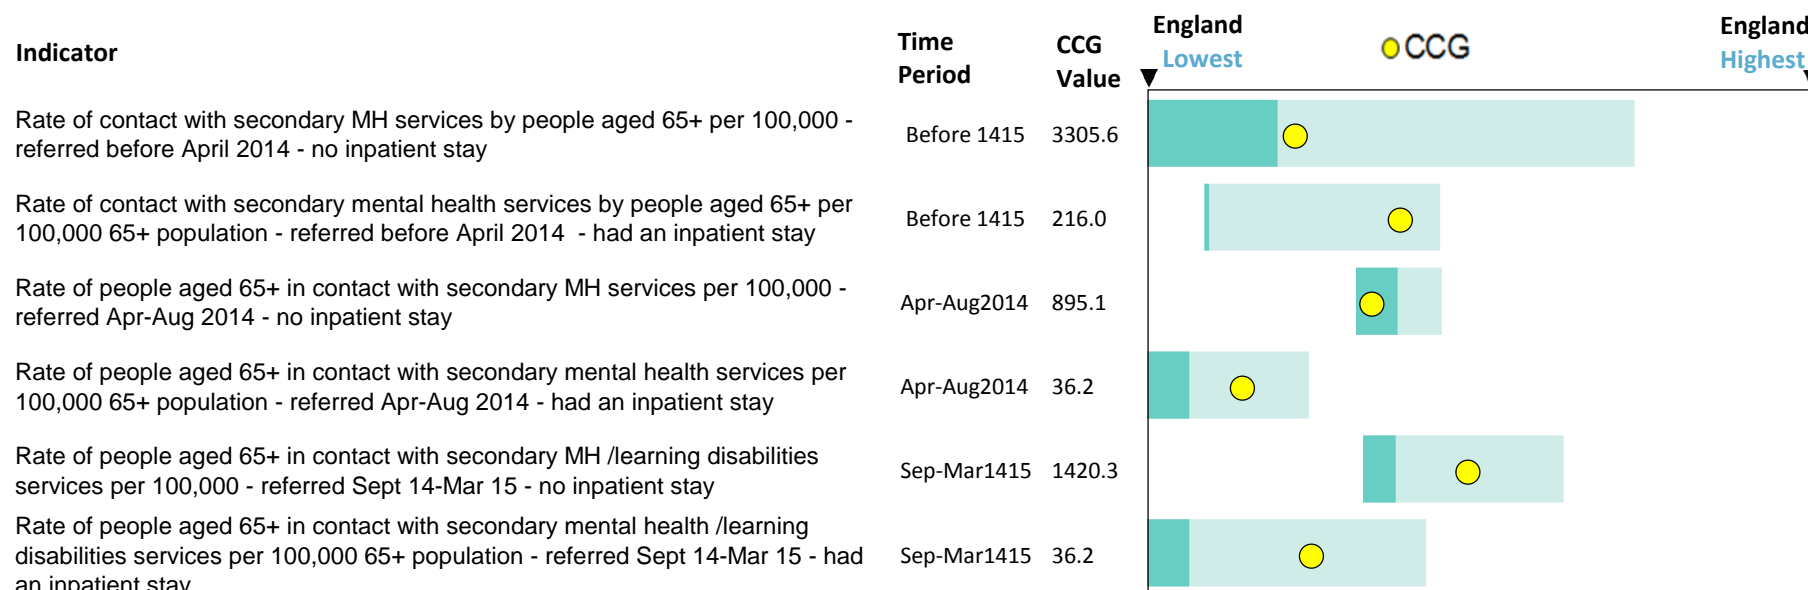 Indicator
Time
Period
CCG
Value
England
Lowest
CCG
England
Highest
Rate of contact with secondary MH services by people aged 65+ per 100,000 -
referred before April 2014 - no inpatient stay
Before 1415
3305.6
Rate of contact with secondary mental health services by people aged 65+ per
100,000 65+ population - referred before April 2014  - had an inpatient stay
Before 1415
216.0
Rate of people aged 65+ in contact with secondary MH services per 100,000 -
referred Apr-Aug 2014 - no inpatient stay
Apr-Aug2014
895.1
Rate of people aged 65+ in contact with secondary mental health services per
100,000 65+ population - referred Apr-Aug 2014 - had an inpatient stay
Apr-Aug2014
36.2
Rate of people aged 65+ in contact with secondary MH /learning disabilities
services per 100,000 - referred Sept 14-Mar 15 - no inpatient stay
Sep-Mar1415
1420.3
Rate of people aged 65+ in contact with secondary mental health /learning
disabilities services per 100,000 65+ population - referred Sept 14-Mar 15 - had
an inpatient stay
Sep-Mar1415
36.2